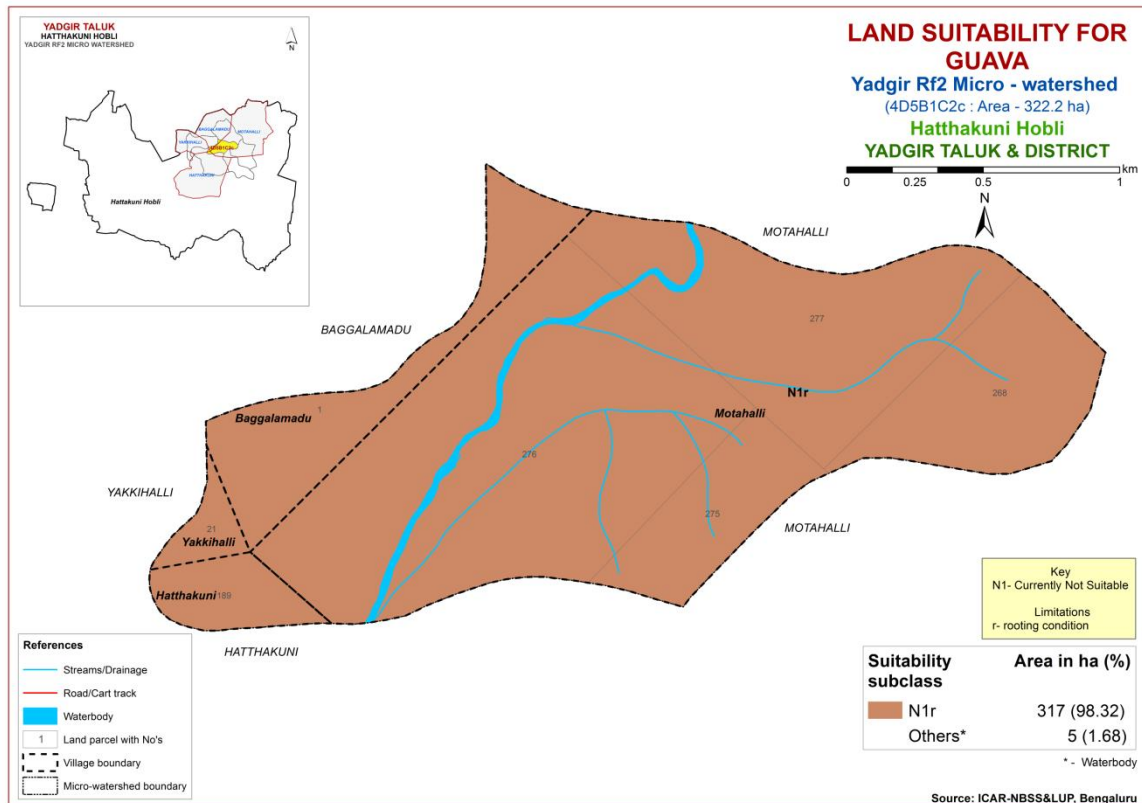 YADGIR TALUK
HATTHAKUNI HOBLI
YADGIR RF2 MICRO WATERSHED
N
BAGGALAMADU
MOTAHALLI
HATTHAKUNI
Hattakuni Hobli
LAND SUITABILITY FOR
GUAVA
Yadgir Rf2 Micro - watershed
(4D5B1C2c : Area - 322.2 ha)
Hatthakuni Hobli
YADGIR TALUK & DISTRICT
km
0 0.25 0.5 1
N
MOTAHALLI
277
BAGGALAMADU
N1r
268
1
Baggalamadu
Motahalli
276
YAKKIHALLI
275
MOTAHALLI
21
Yakkihalli
Hatthakuni 189
HATTHAKUNI
Key
N1- Currently Not Suitable
Limitations
r- rooting condition
References
Streams/Drainage
Road/Cart track
Waterbody
1 Land parcel with No's
Village boundary
Micro-watershed boundary
Suitability subclass Area in ha (%)
N1r 317 (98.32)
Others* 5 (1.68)
* - Waterbody
Source: ICAR-NBSS&LUP, Bengaluru